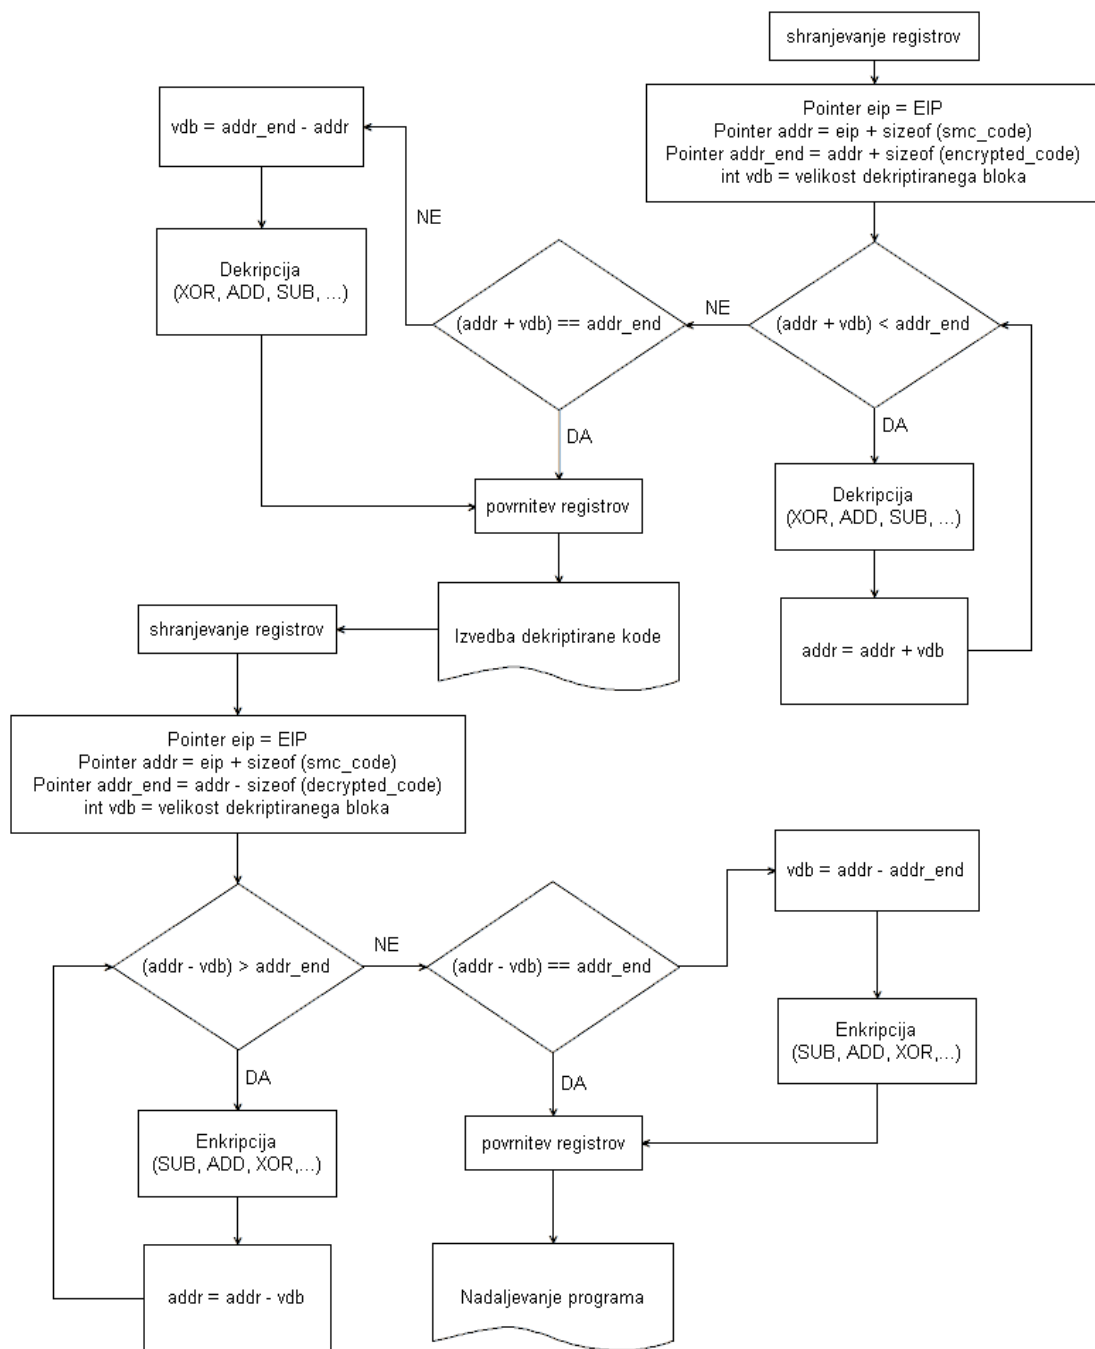 shranjevanje registrov
Pointer eip = EIP
Pointer addr = eip + sizeof (smc_code)
Pointer addr_end = addr + sizeof (encrypted_code)
int vdb = velikost dekriptiranega bloka
(addr + vdb) < addr_end
DA
Dekripcija
(XOR, ADD, SUB, ...)
addr = addr + vdb
NE
(addr + vdb) == addr_end
NE
vdb = addr_end - addr
Dekripcija
(XOR, ADD, SUB, ...)
DA
povrnitev registrov
Izvedba dekriptirane kode
shranjevanje registrov
Pointer eip = EIP
Pointer addr = eip + sizeof (smc_code)
Pointer addr_end = addr - sizeof (decrypted_code)
int vdb = velikost dekriptiranega bloka
(addr - vdb) > addr_end
DA
Enkripcija
(SUB, ADD, XOR,...)
addr = addr - vdb
NE
(addr - vdb) == addr_end
vdb = addr - addr_end
Enkripcija
(SUB, ADD, XOR,...)
DA
povrnitev registrov
Nadaljevanje programa